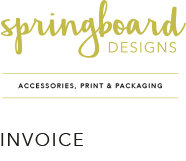 springboard
DESIGNS
ACCESSORIES, PRINT & PACKAGING
INVOICE